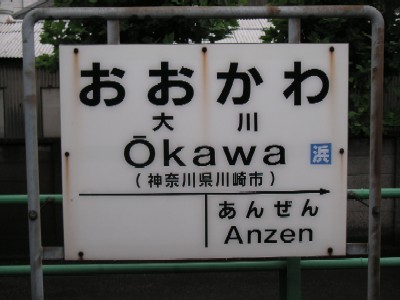 おおかわ
大川
Ōkawa
浜
(神奈川県川崎市)
あんぜん
Anzen